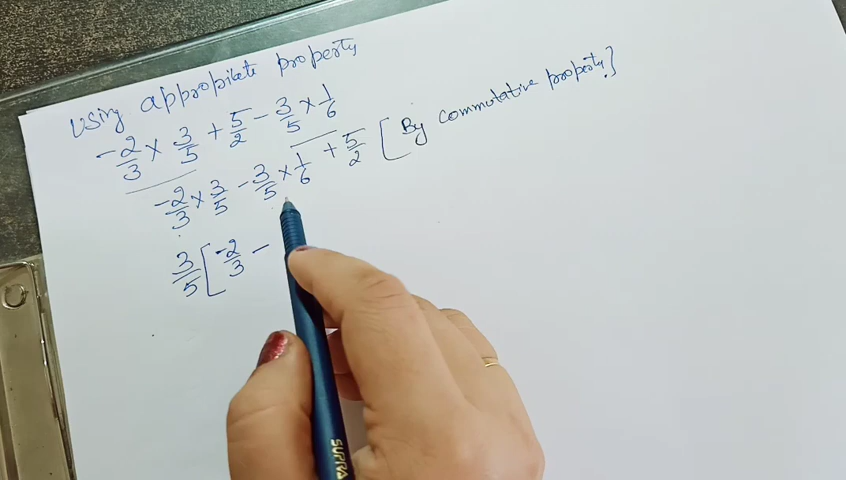 Using appropriate property
-2/3 × 3/5 + 5/2 - 3/5 × 1/6
-2/3 × 3/5 - 3/5 × 1/6 + 5/2 [By commutative property]
3/5 [ -2/3 -
SUPRA